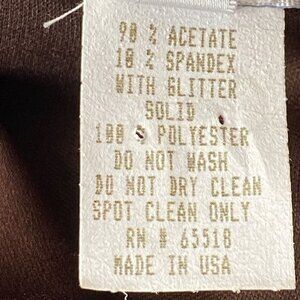 90 % ACETATE
10 % SPANDEX
WITH GLITTER
SOLID
100 % POLYESTER
DO NOT WASH
DO NOT DRY CLEAN
SPOT CLEAN ONLY
RN # 65518
MADE IN USA